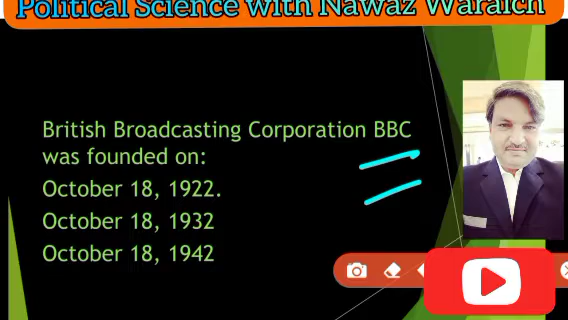 Political Science with Nawaz Waraich
British Broadcasting Corporation BBC
was founded on:
October 18, 1922.
October 18, 1932
October 18, 1942